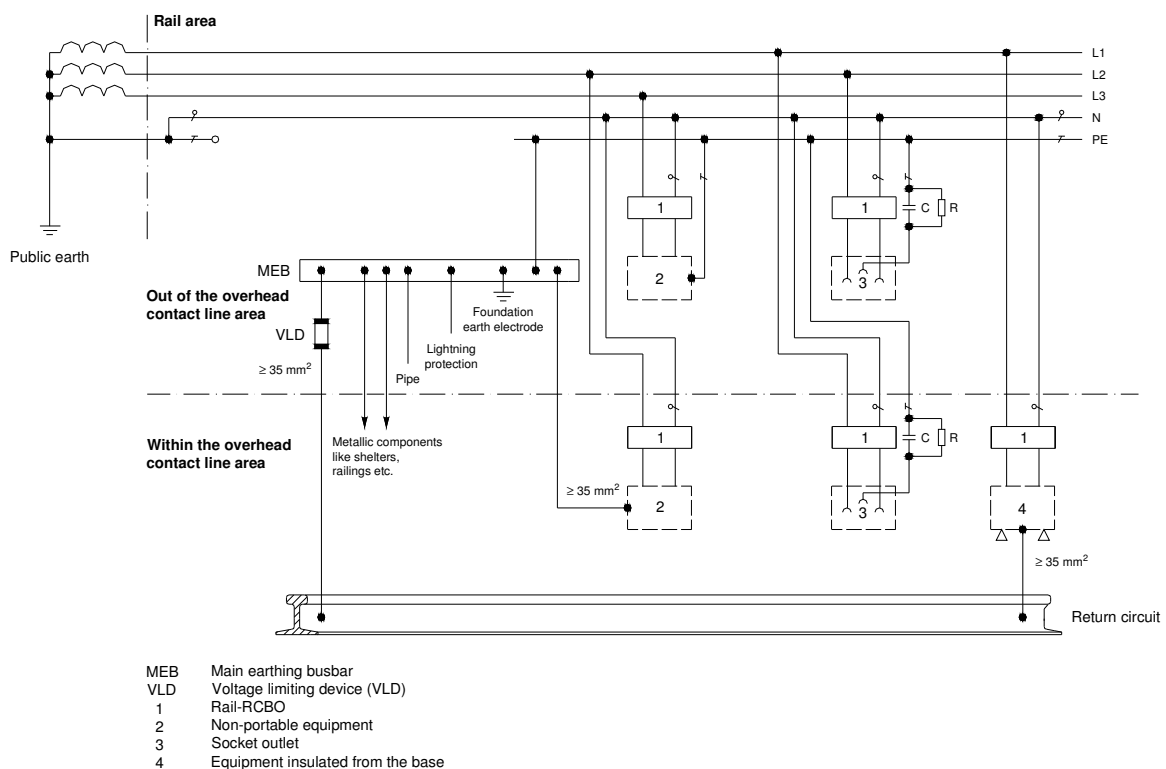 Rail area
L1
L2
L3
N
PE
Public earth
1
1
C
R
2
3
MEB
Out of the overhead
contact line area
VLD
≥ 35 mm²
Foundation
earth electrode
Lightning
protection
Pipe
Within the overhead
contact line area
Metallic components
like shelters,
railings etc.
1
1
C
R
1
≥ 35 mm²
2
3
4
≥ 35 mm²
Return circuit
MEB Main earthing busbar
VLD Voltage limiting device (VLD)
1 Rail-RCBO
2 Non-portable equipment
3 Socket outlet
4 Equipment insulated from the base